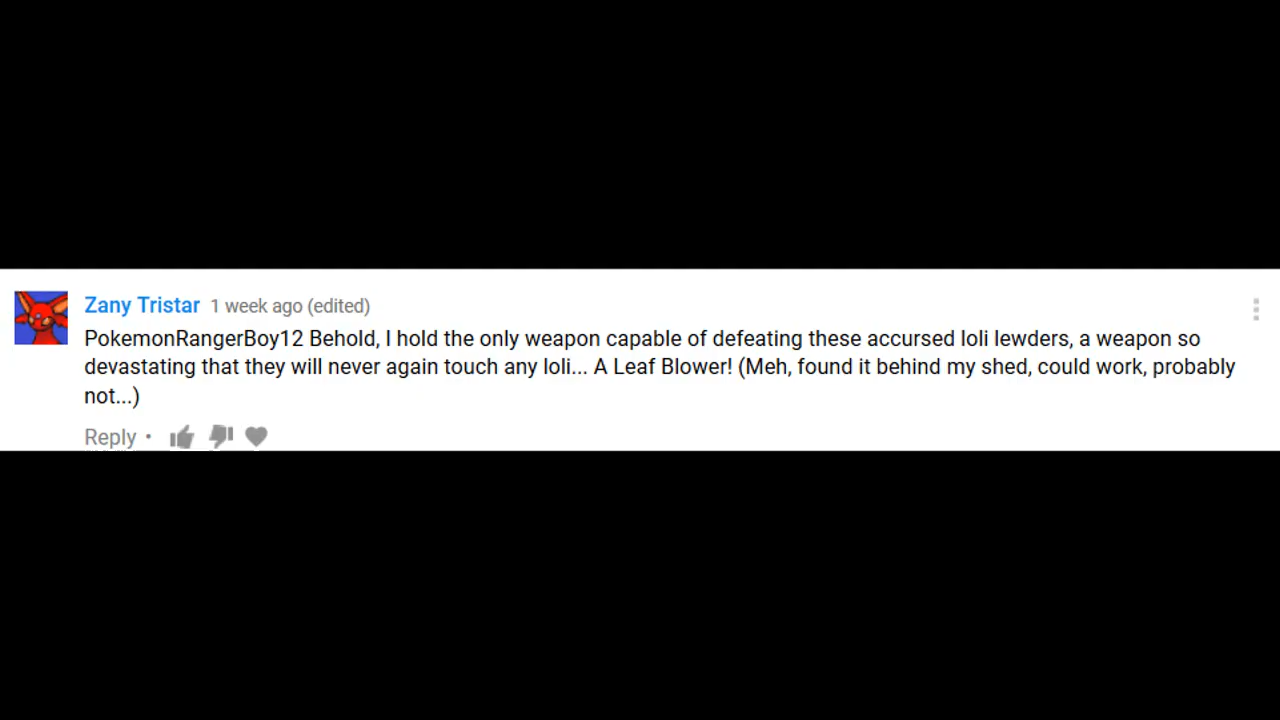 Zany Tristar 1 week ago (edited)
PokemonRangerBoy12 Behold, I hold the only weapon capable of defeating these accursed loli lewders, a weapon so
devastating that they will never again touch any loli... A Leaf Blower! (Meh, found it behind my shed, could work, probably
not...)
Reply •